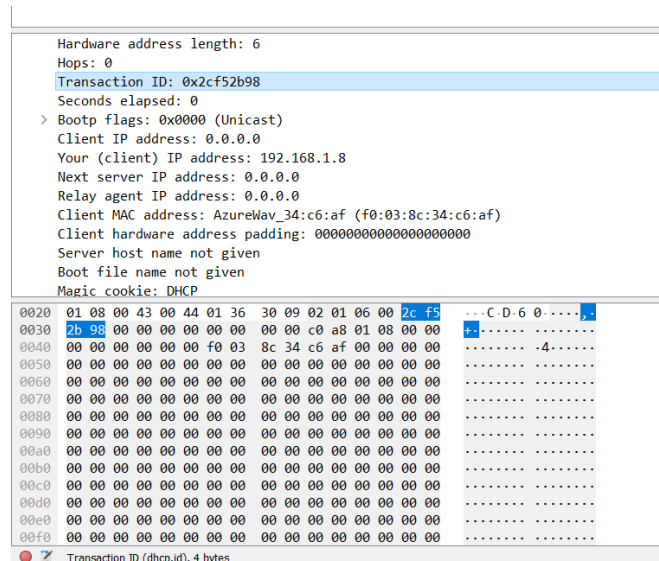 Hardware address length: 6
Hops: 0
Transaction ID: 0x2cf52b98
Seconds elapsed: 0
> Bootp flags: 0x0000 (Unicast)
Client IP address: 0.0.0.0
Your (client) IP address: 192.168.1.8
Next server IP address: 0.0.0.0
Relay agent IP address: 0.0.0.0
Client MAC address: AzureWav_34:c6:af (f0:03:8c:34:c6:af)
Client hardware address padding: 00000000000000000000
Server host name not given
Boot file name not given
Magic cookie: DHCP
0020 01 08 00 43 00 44 01 36 30 09 02 01 06 00 2c f5 ···C·D·6 0·····,·
0030 2b 98 00 00 00 00 00 00 00 00 c0 a8 01 08 00 00 +······· ········
0040 00 00 00 00 00 00 f0 03 8c 34 c6 af 00 00 00 00 ········ ·4······
0050 00 00 00 00 00 00 00 00 00 00 00 00 00 00 00 00 ········ ········
0060 00 00 00 00 00 00 00 00 00 00 00 00 00 00 00 00 ········ ········
0070 00 00 00 00 00 00 00 00 00 00 00 00 00 00 00 00 ········ ········
0080 00 00 00 00 00 00 00 00 00 00 00 00 00 00 00 00 ········ ········
0090 00 00 00 00 00 00 00 00 00 00 00 00 00 00 00 00 ········ ········
00a0 00 00 00 00 00 00 00 00 00 00 00 00 00 00 00 00 ········ ········
00b0 00 00 00 00 00 00 00 00 00 00 00 00 00 00 00 00 ········ ········
00c0 00 00 00 00 00 00 00 00 00 00 00 00 00 00 00 00 ········ ········
00d0 00 00 00 00 00 00 00 00 00 00 00 00 00 00 00 00 ········ ········
00e0 00 00 00 00 00 00 00 00 00 00 00 00 00 00 00 00 ········ ········
00f0 00 00 00 00 00 00 00 00 00 00 00 00 00 00 00 00 ········ ········
Transaction ID (dhcp.id), 4 bytes